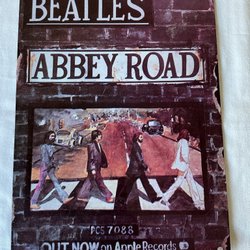 BEATLES
ABBEY ROAD
PCS 7088
OUT NOW on Apple Records